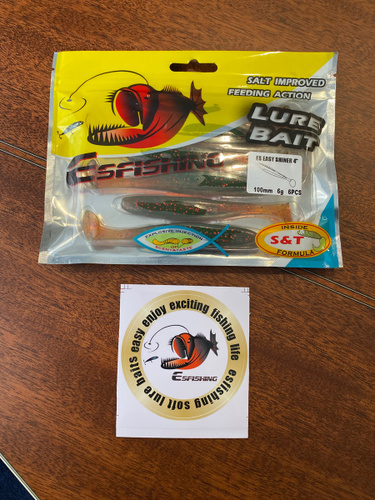 SALT IMPROVED
FEEDING ACTION
LURE
BAIT
ESFISHING
ES EASY SHINER 4"
100mm 6g 6PCS
INSIDE
S&T
FORMULA
esfishing soft lure baits easy enjoy exciting fishing life
ESFISHING